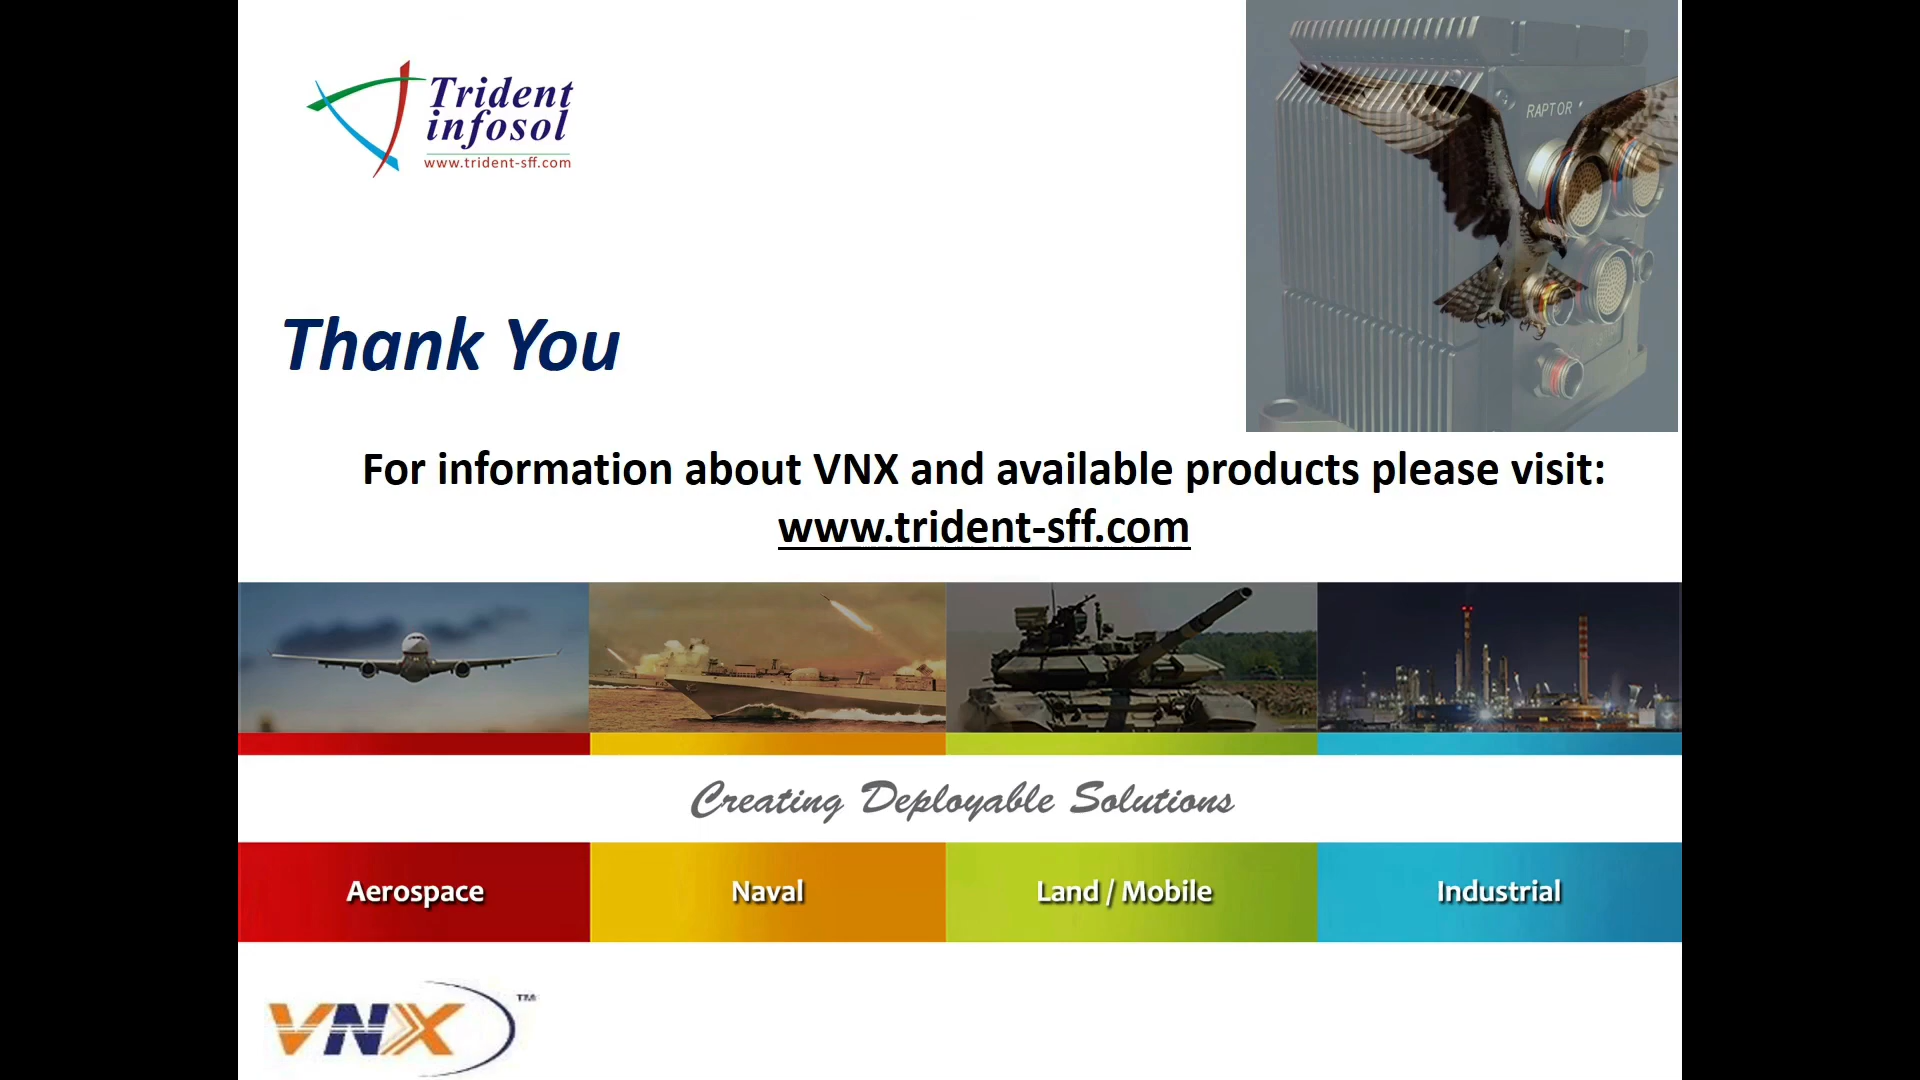 Trident
infosol
www.trident-sff.com
RAPTOR
Thank You
For information about VNX and available products please visit:
www.trident-sff.com
Creating Deployable Solutions
Aerospace
Naval
Land / Mobile
Industrial
VNX ™